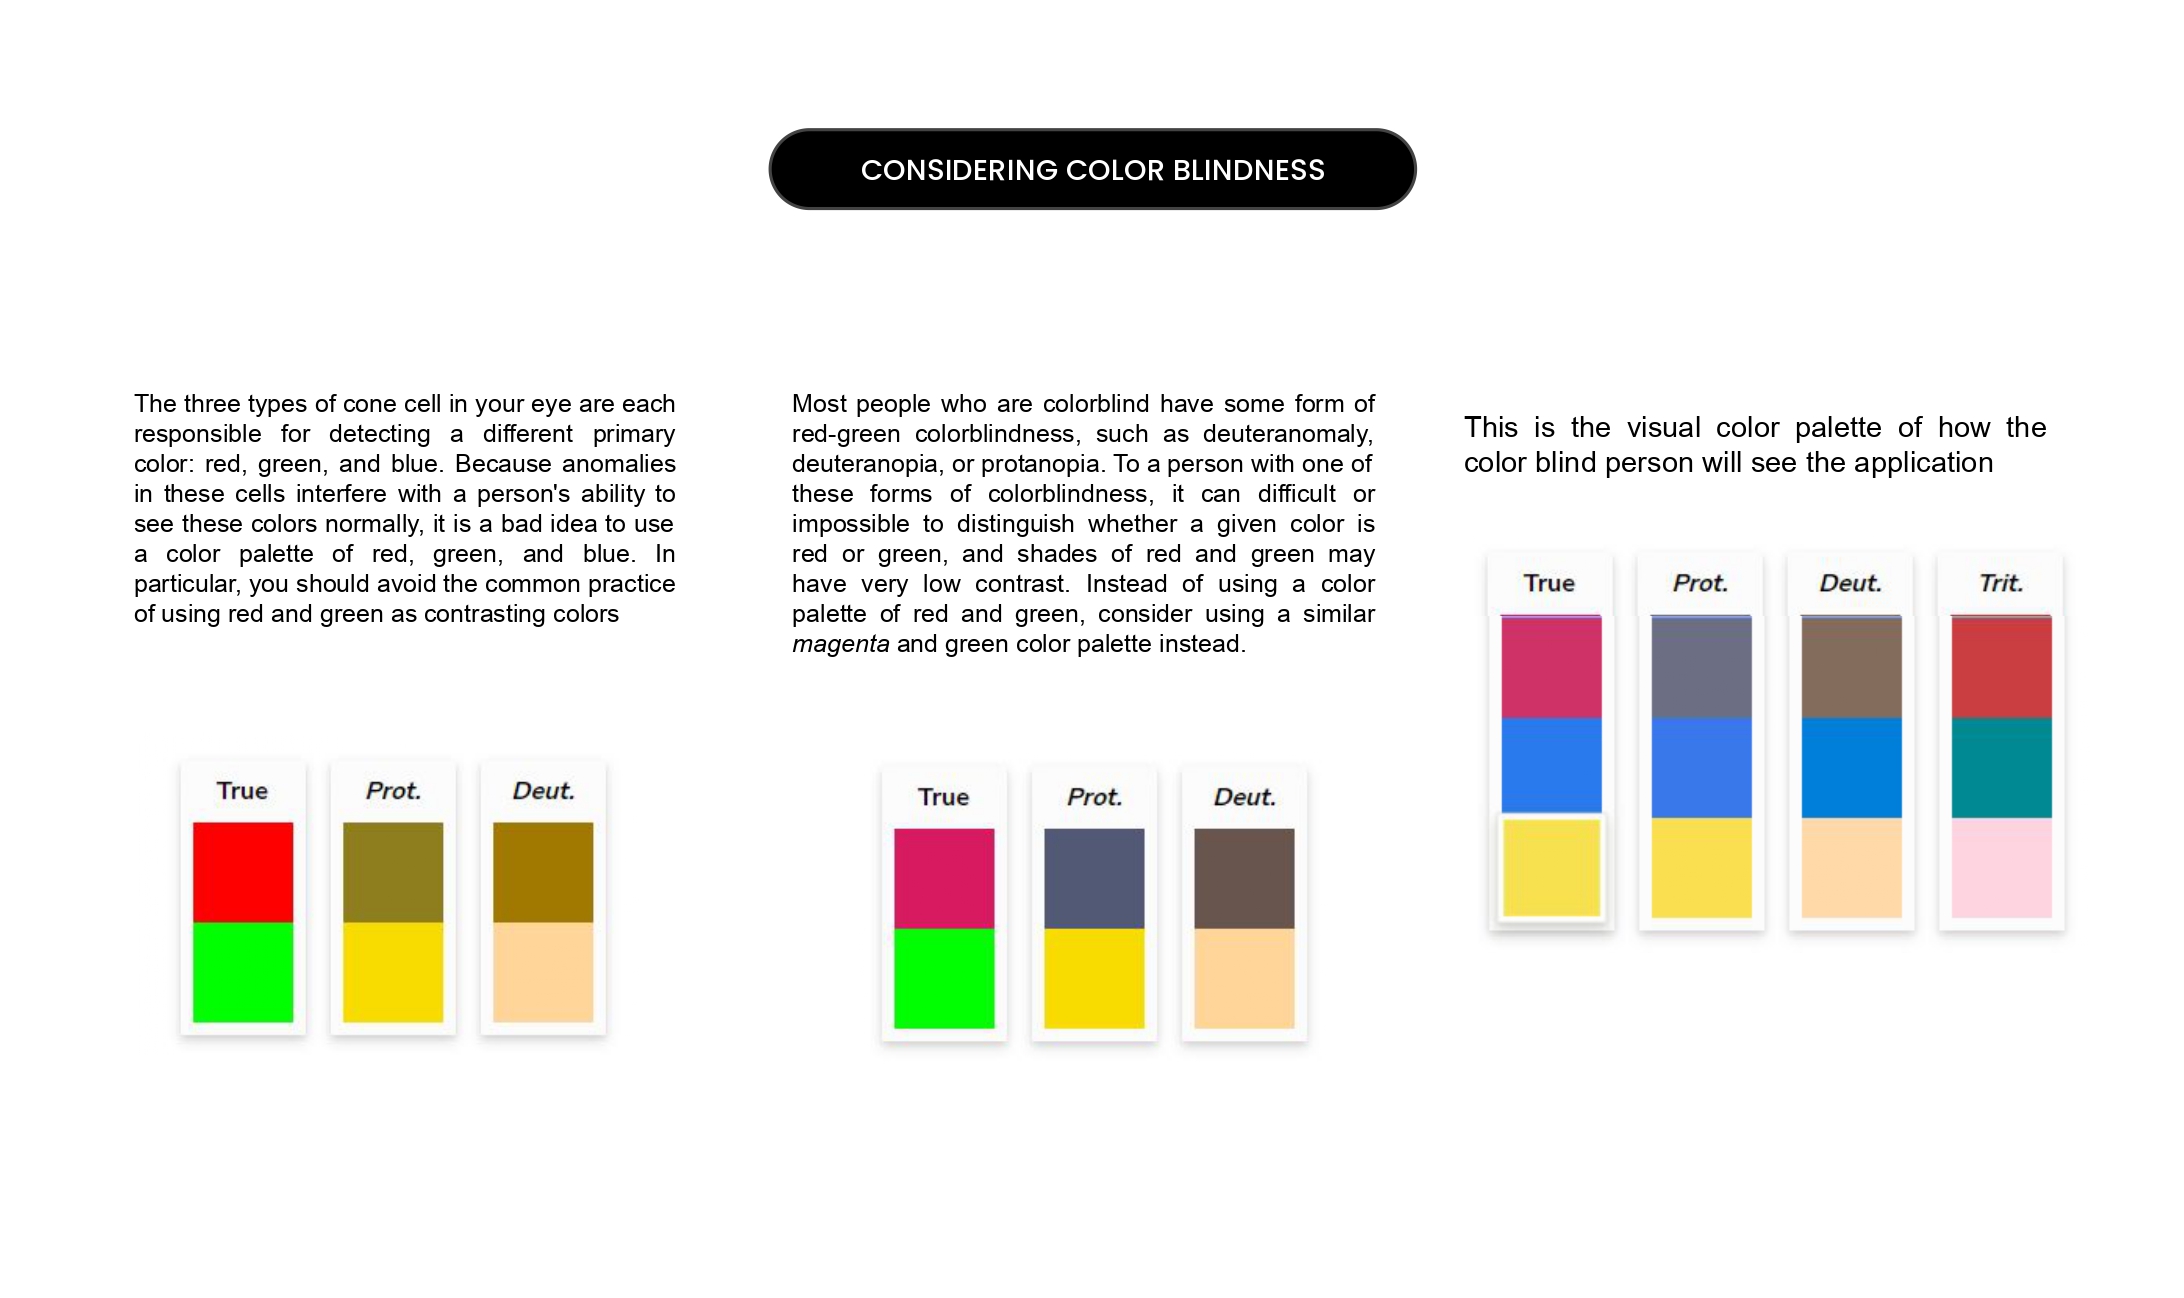 CONSIDERING COLOR BLINDNESS
The three types of cone cell in your eye are each
responsible for detecting a different primary
color: red, green, and blue. Because anomalies
in these cells interfere with a person's ability to
see these colors normally, it is a bad idea to use
a color palette of red, green, and blue. In
particular, you should avoid the common practice
of using red and green as contrasting colors
True
Prot.
Deut.
Most people who are colorblind have some form of
red-green colorblindness, such as deuteranomaly,
deuteranopia, or protanopia. To a person with one of
these forms of colorblindness, it can difficult or
impossible to distinguish whether a given color is
red or green, and shades of red and green may
have very low contrast. Instead of using a color
palette of red and green, consider using a similar
magenta and green color palette instead.
True
Prot.
Deut.
This is the visual color palette of how the
color blind person will see the application
True
Prot.
Deut.
Trit.